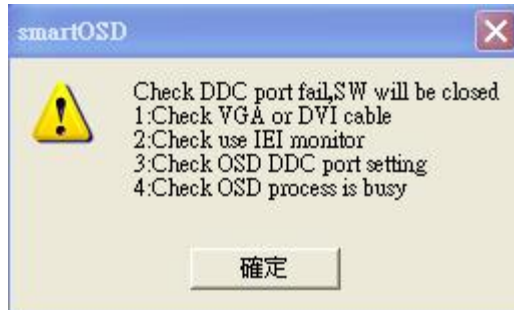 smartOSD
Check DDC port fail,SW will be closed
1:Check VGA or DVI cable
2:Check use IEI monitor
3:Check OSD DDC port setting
4:Check OSD process is busy
確定